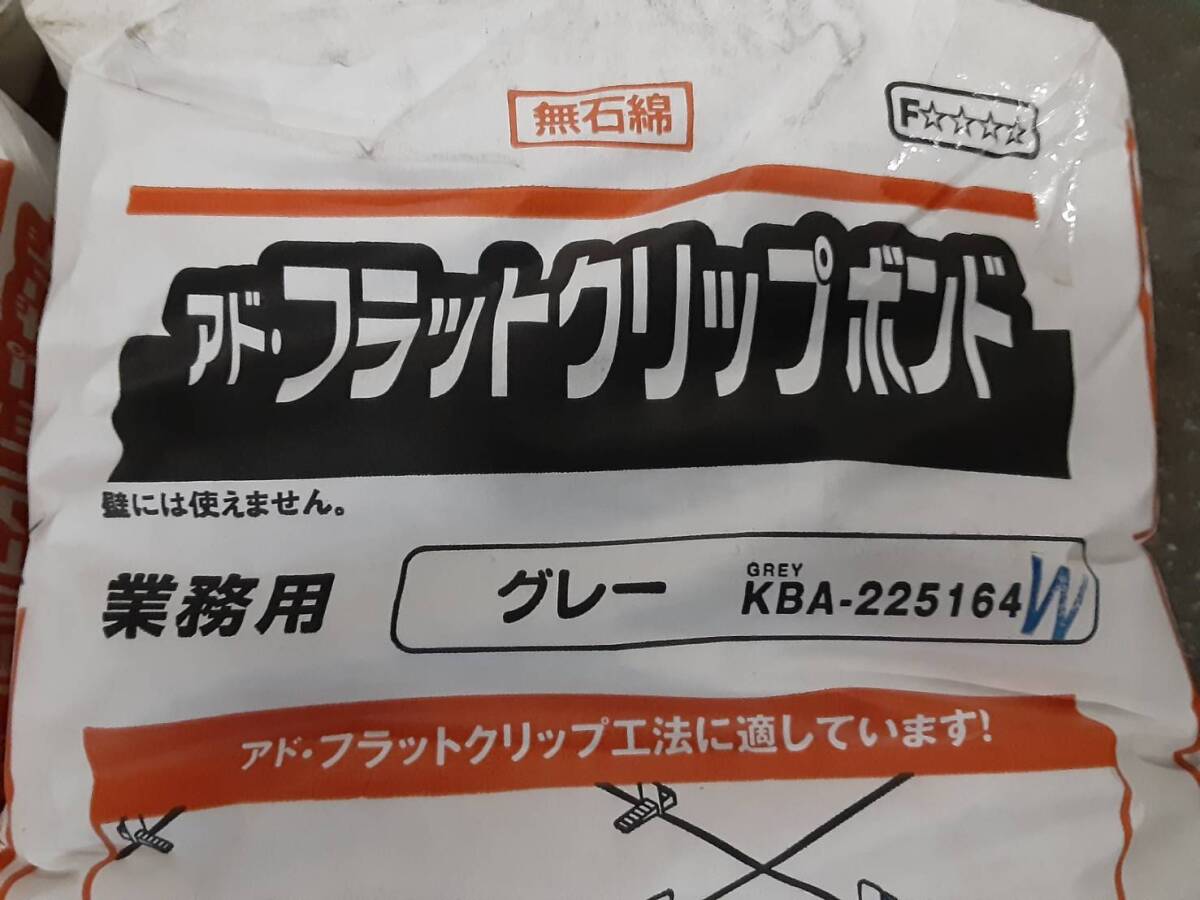 無石綿
F☆☆☆☆
アド・フラットクリップボンド
壁には使えません。
業務用
グレー
GREY
KBA-225164W
アド・フラットクリップ工法に適しています!